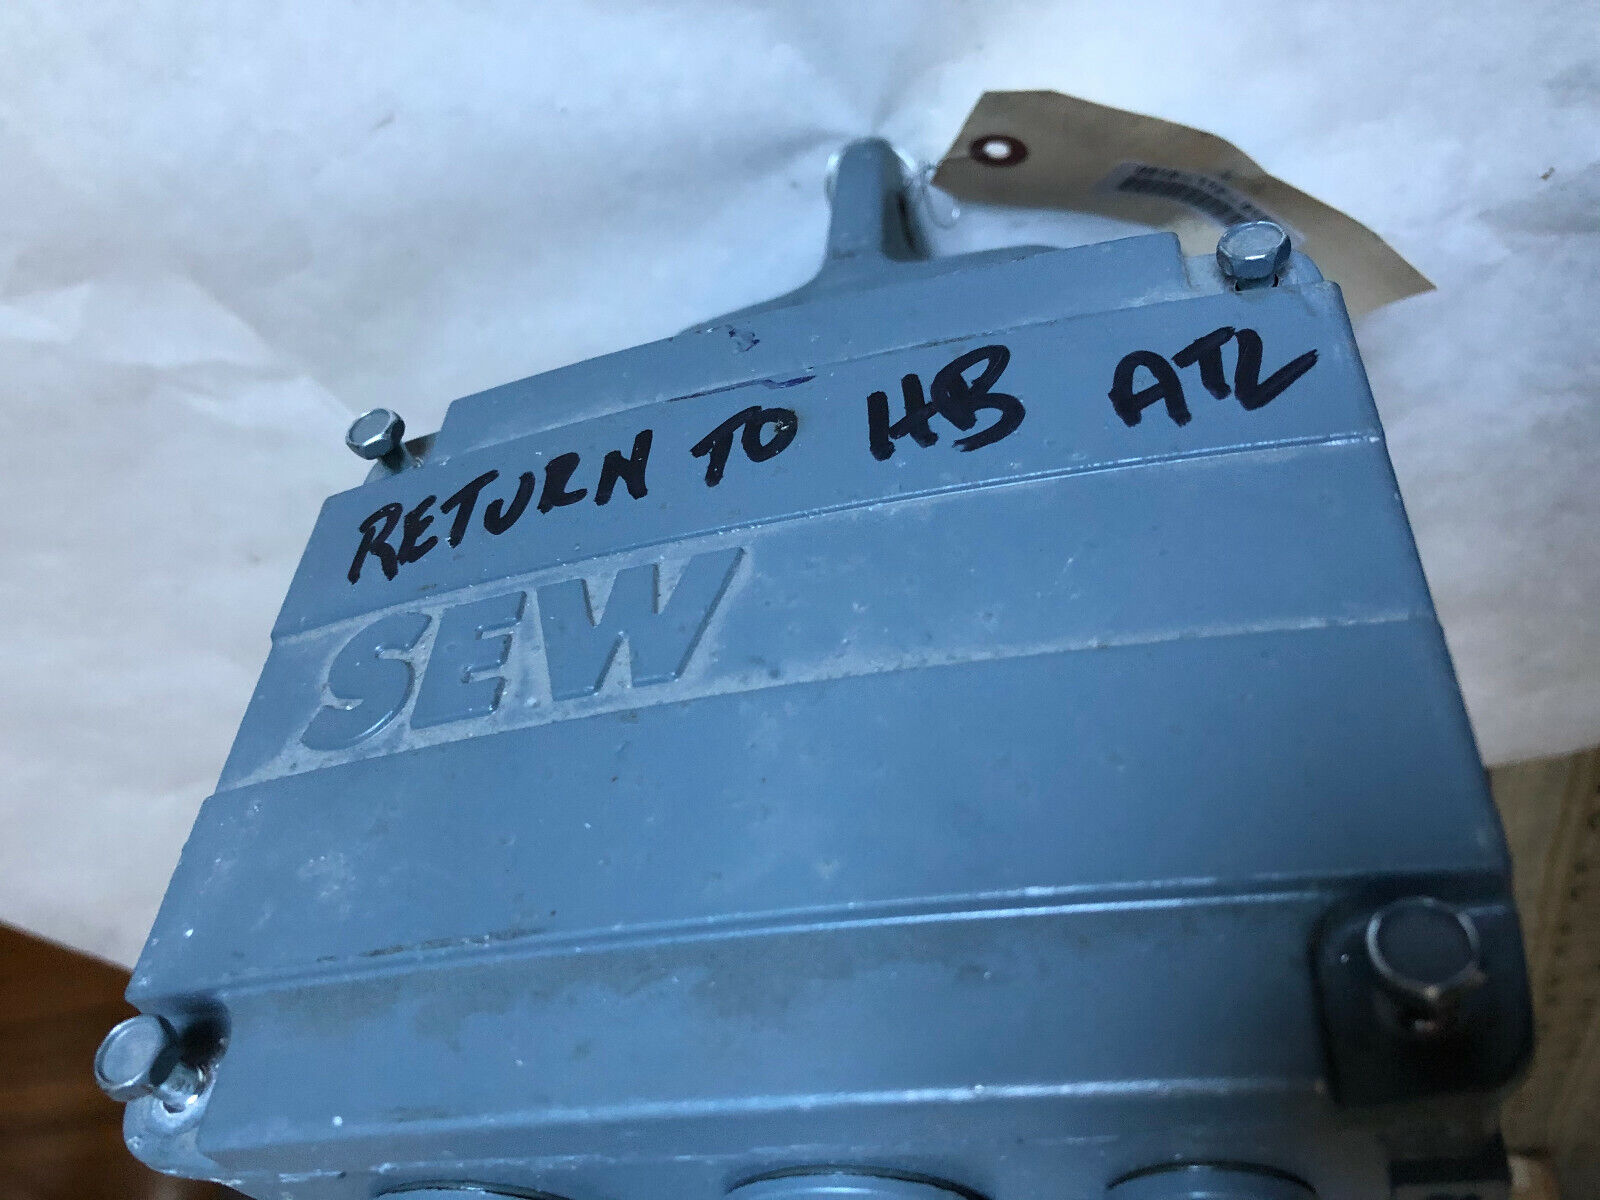 RETURN TO HB ATL
SEW